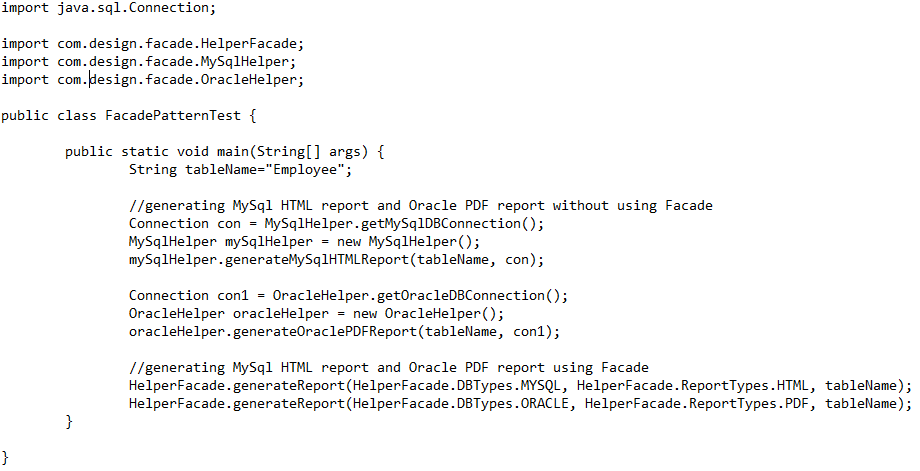 import java.sql.Connection;
import com.design.facade.HelperFacade;
import com.design.facade.MySqlHelper;
import com.design.facade.OracleHelper;
public class FacadePatternTest {
public static void main(String[] args) {
String tableName="Employee";
//generating MySql HTML report and Oracle PDF report without using Facade
Connection con = MySqlHelper.getMySqlDBConnection();
MySqlHelper mySqlHelper = new MySqlHelper();
mySqlHelper.generateMySqlHTMLReport(tableName, con);
Connection con1 = OracleHelper.getOracleDBConnection();
OracleHelper oracleHelper = new OracleHelper();
oracleHelper.generateOraclePDFReport(tableName, con1);
//generating MySql HTML report and Oracle PDF report using Facade
HelperFacade.generateReport(HelperFacade.DBTypes.MYSQL, HelperFacade.ReportTypes.HTML, tableName);
HelperFacade.generateReport(HelperFacade.DBTypes.ORACLE, HelperFacade.ReportTypes.PDF, tableName);
}
}